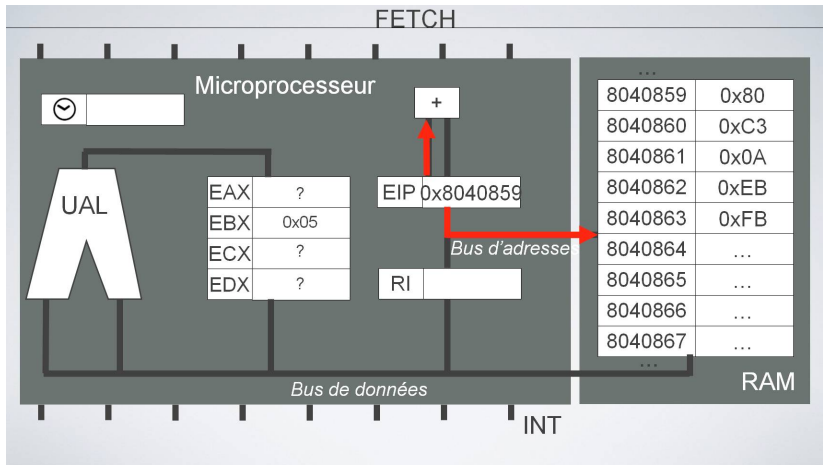 FETCH
Microprocesseur
+
UAL
EAX ?
EBX 0x05
ECX ?
EDX ?
EIP 0x8040859
Bus d'adresse
RI
Bus de données
INT
...
8040859 0x80
8040860 0xC3
8040861 0x0A
8040862 0xEB
8040863 0xFB
8040864 ...
8040865 ...
8040866 ...
8040867 ...
...
RAM